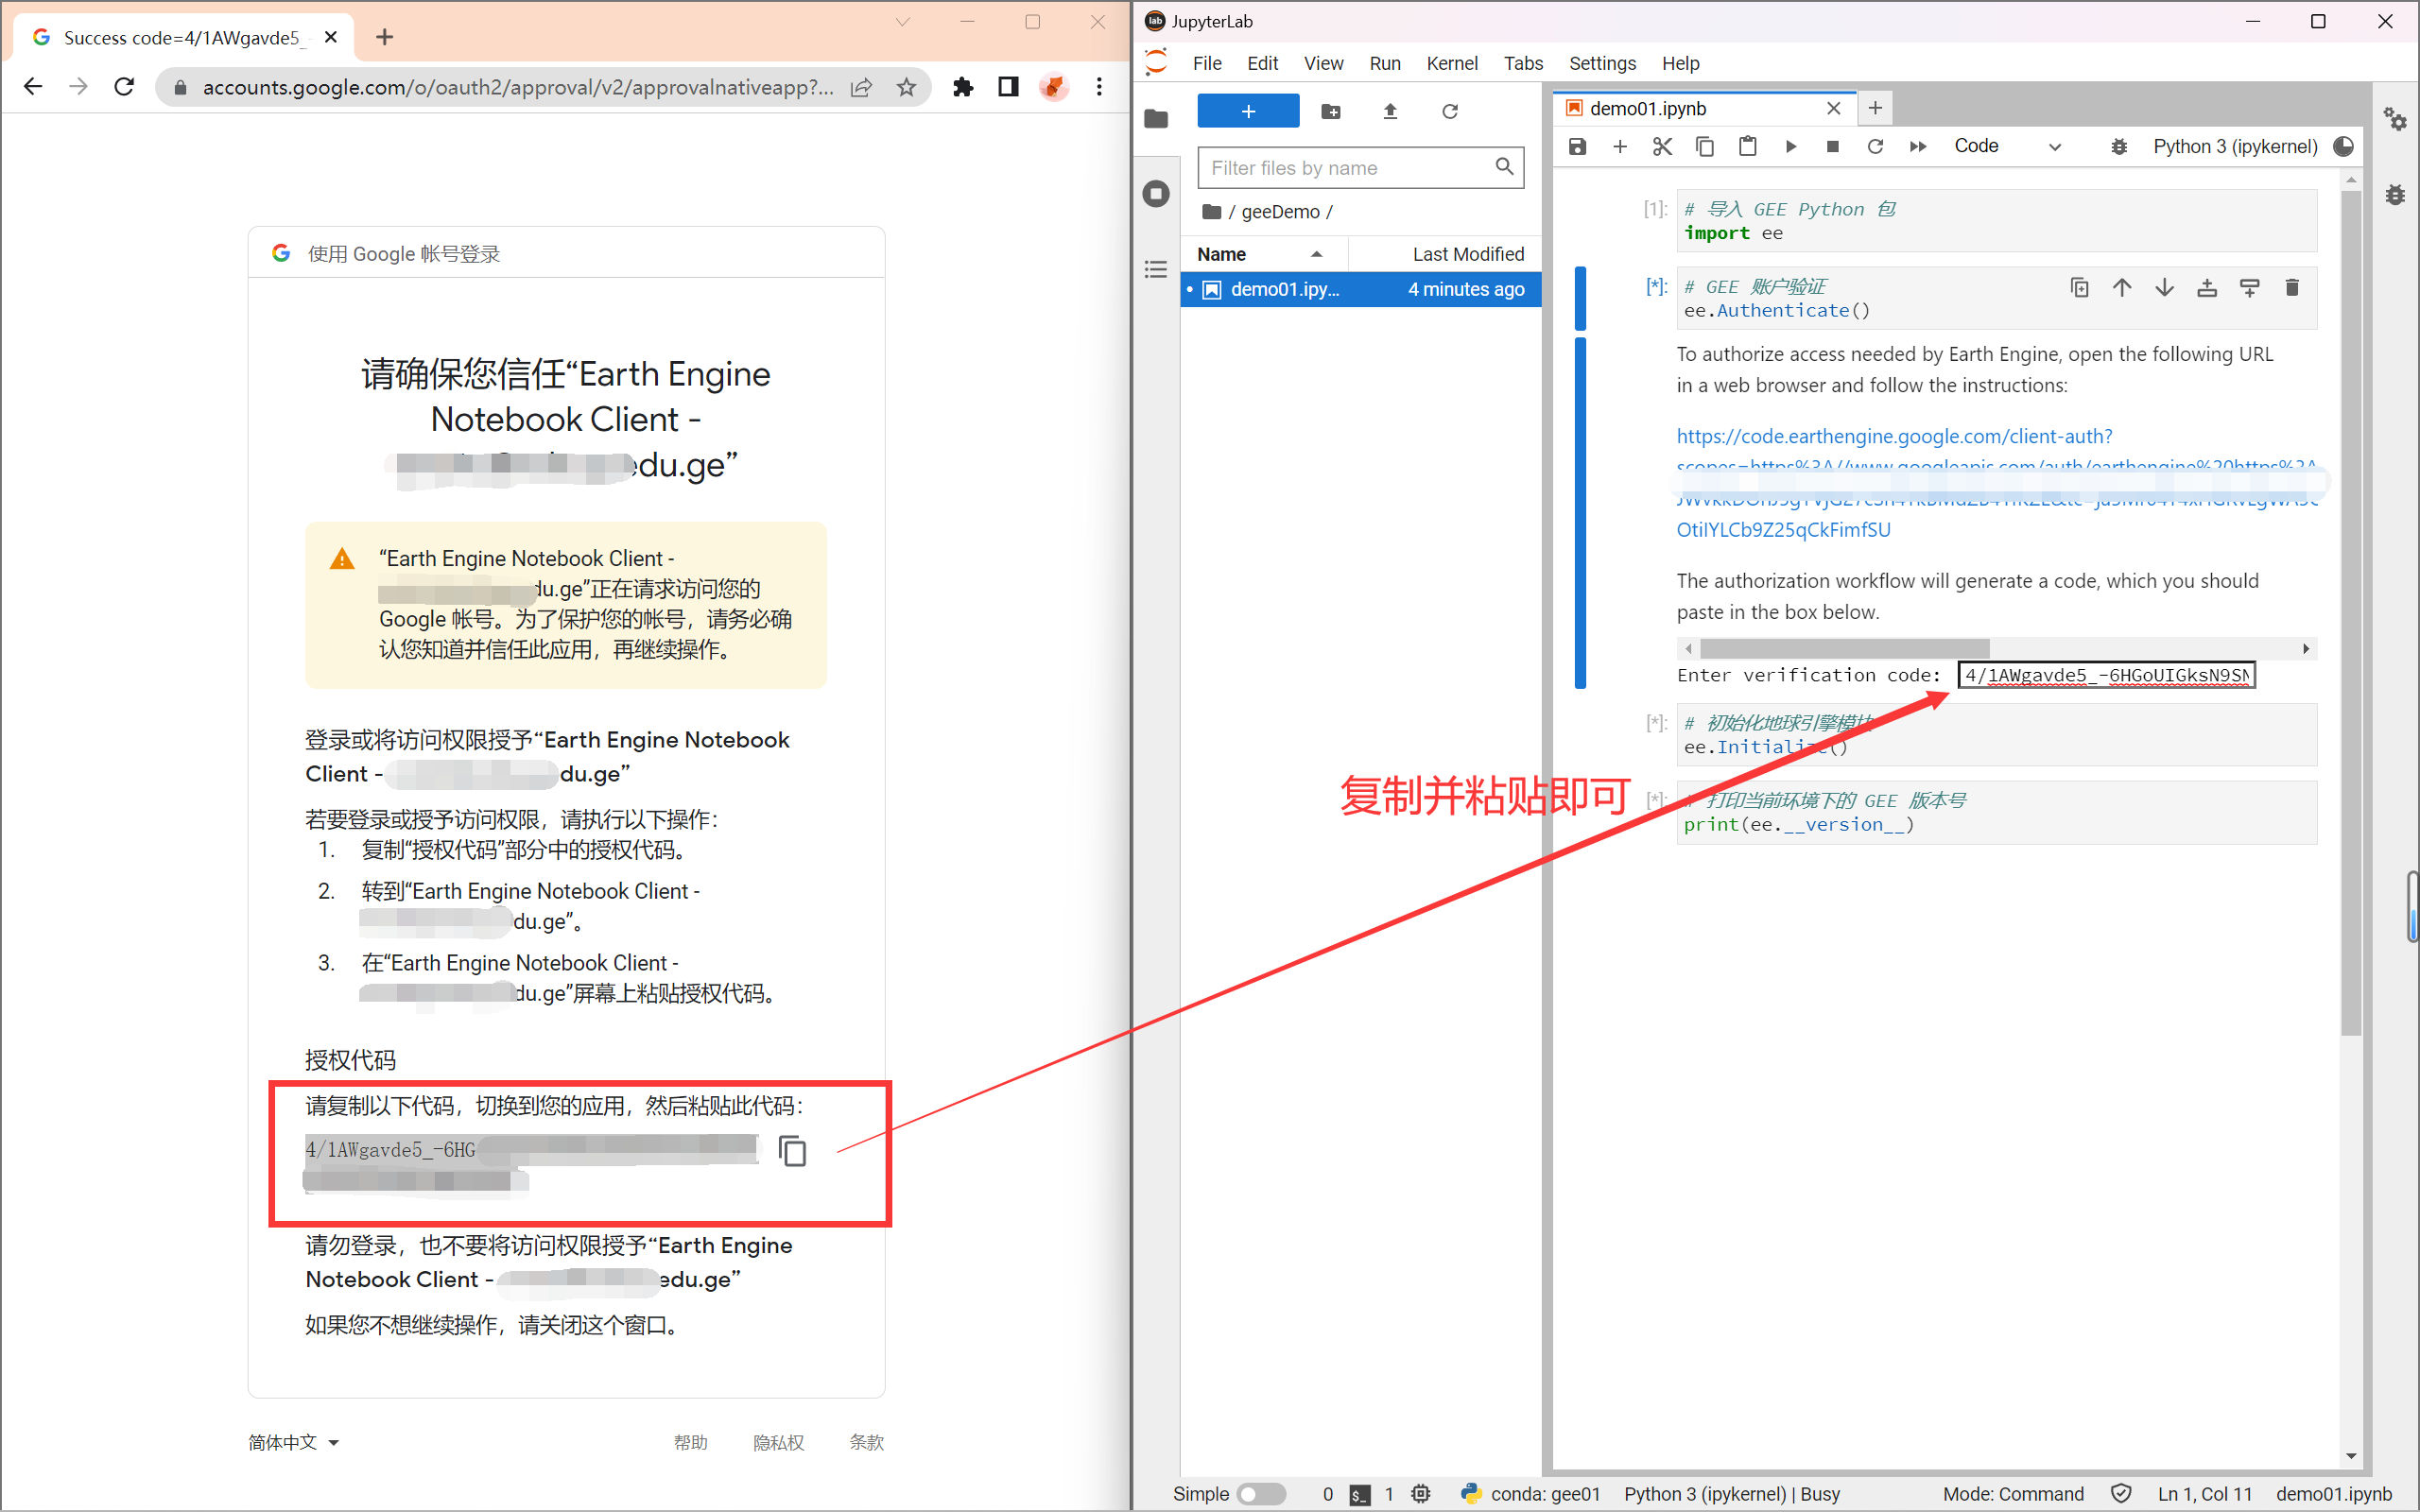 Success code=4/1AWgavde5_
accounts.google.com/o/oauth2/approval/v2/approvalnativeapp?...
使用 Google 帐号登录
请确保您信任“Earth Engine
Notebook Client -
edu.ge”
“Earth Engine Notebook Client -
du.ge”正在请求访问您的
Google 帐号。为了保护您的帐号，请务必确
认您知道并信任此应用，再继续操作。
登录或将访问权限授予“Earth Engine Notebook
Client - du.ge”
若要登录或授予访问权限，请执行以下操作：
1. 复制“授权代码”部分中的授权代码。
2. 转到“Earth Engine Notebook Client -
du.ge”。
3. 在“Earth Engine Notebook Client -
du.ge”屏幕上粘贴授权代码。
授权代码
请复制以下代码，切换到您的应用，然后粘贴此代码：
4/1AWgavde5_-6HG
请勿登录，也不要将访问权限授予“Earth Engine
Notebook Client - edu.ge”
如果您不想继续操作，请关闭这个窗口。
简体中文 帮助 隐私权 条款
复制并粘贴即可
JupyterLab
File Edit View Run Kernel Tabs Settings Help
Filter files by name
/ geeDemo /
Name Last Modified
demo01.ipy... 4 minutes ago
demo01.ipynb
Code Python 3 (ipykernel)
[1]: # 导入 GEE Python 包
import ee
[*]: # GEE 账户验证
ee.Authenticate()
To authorize access needed by Earth Engine, open the following URL
in a web browser and follow the instructions:
https://code.earthengine.google.com/client-auth?
scopes=https%3A//www.googleapis.com/auth/earthengine%20https%3A
OtiIYLCb9Z25qCkFimfSU
The authorization workflow will generate a code, which you should
paste in the box below.
Enter verification code: 4/1AWgavde5_-6HGoUIGksN9SN
[*]: # 初始化地球引擎模块
ee.Initialize()
[*]: # 打印当前环境下的 GEE 版本号
print(ee.__version__)
Simple 0 1 conda: gee01 Python 3 (ipykernel) | Busy Mode: Command Ln 1, Col 11 demo01.ipynb